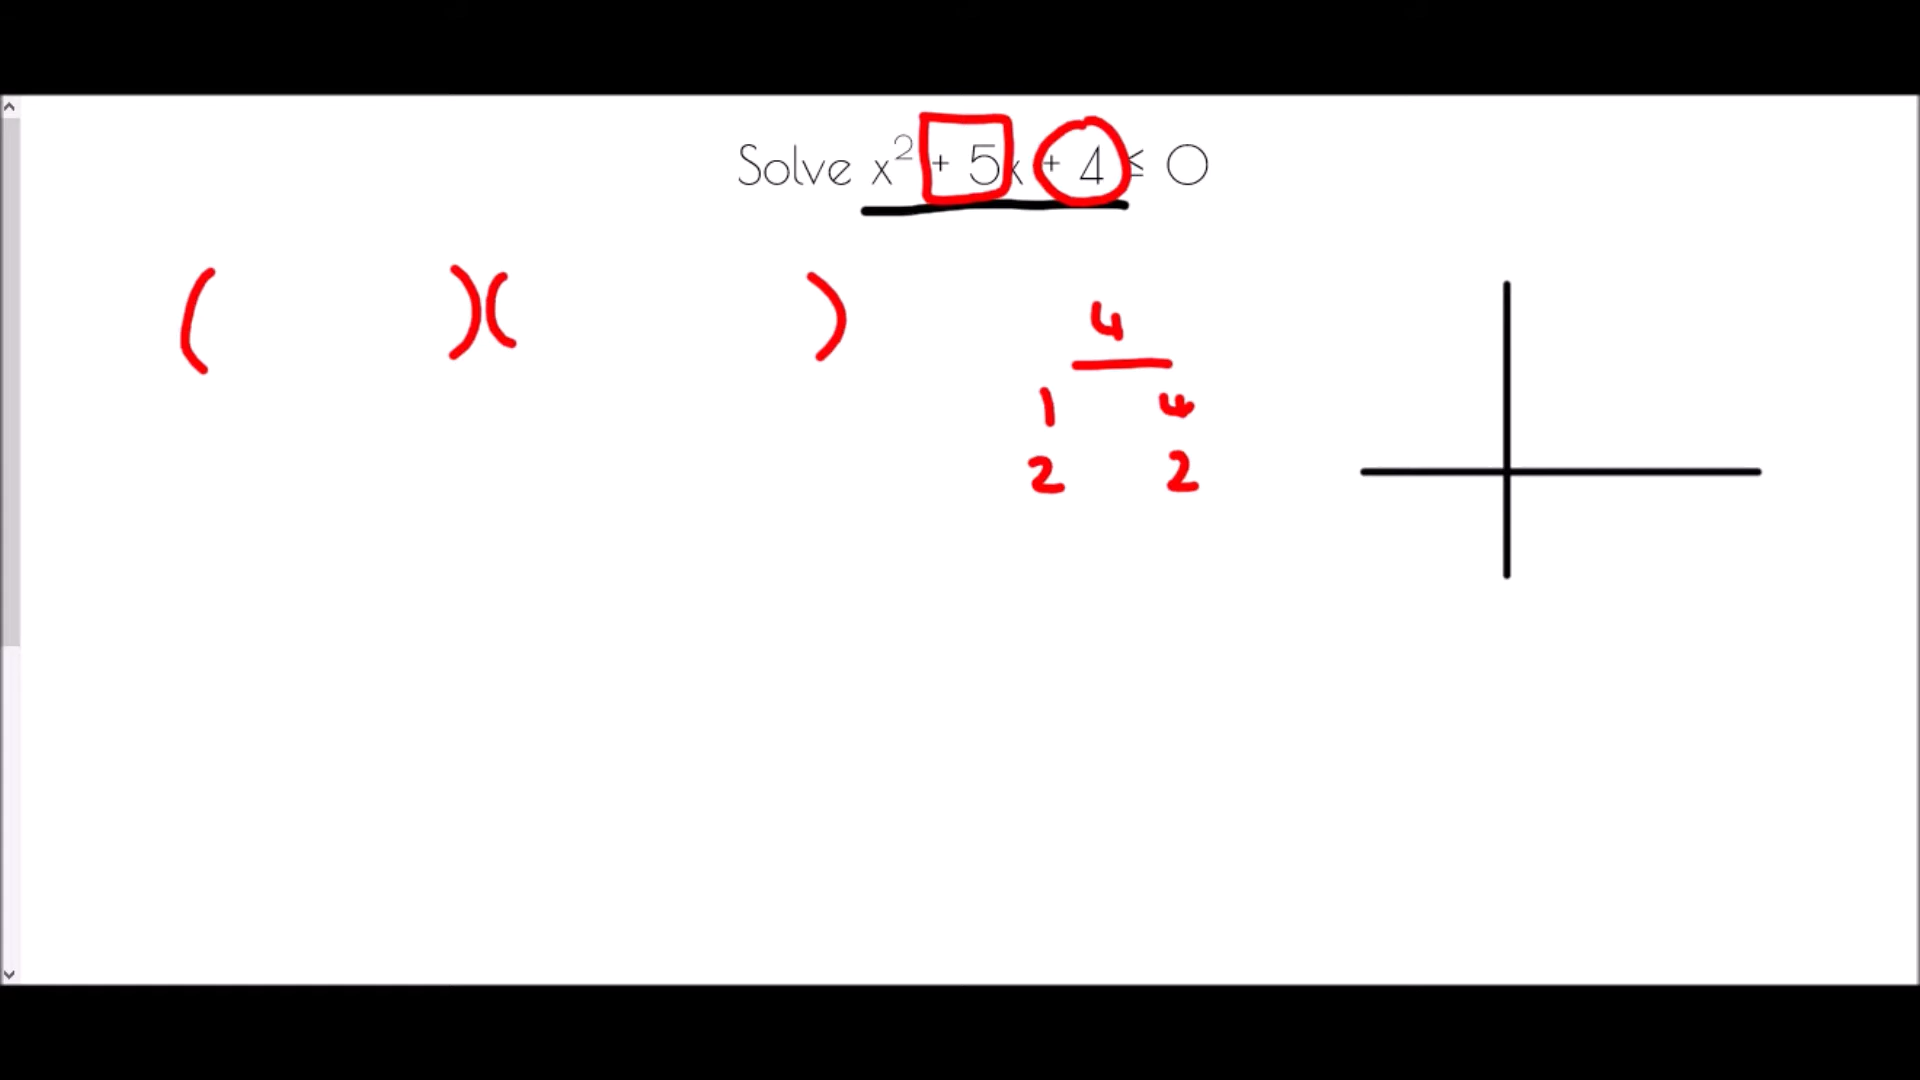 Solve x² + 5x + 4 ≤ 0
( )( )
4
1 4
2 2